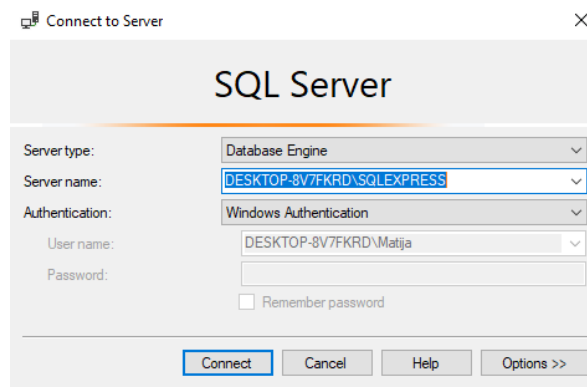 Connect to Server
SQL Server
Server type: Database Engine
Server name: DESKTOP-8V7FKRD\SQLEXPRESS
Authentication: Windows Authentication
User name: DESKTOP-8V7FKRD\Matija
Password:
Remember password
Connect Cancel Help Options >>